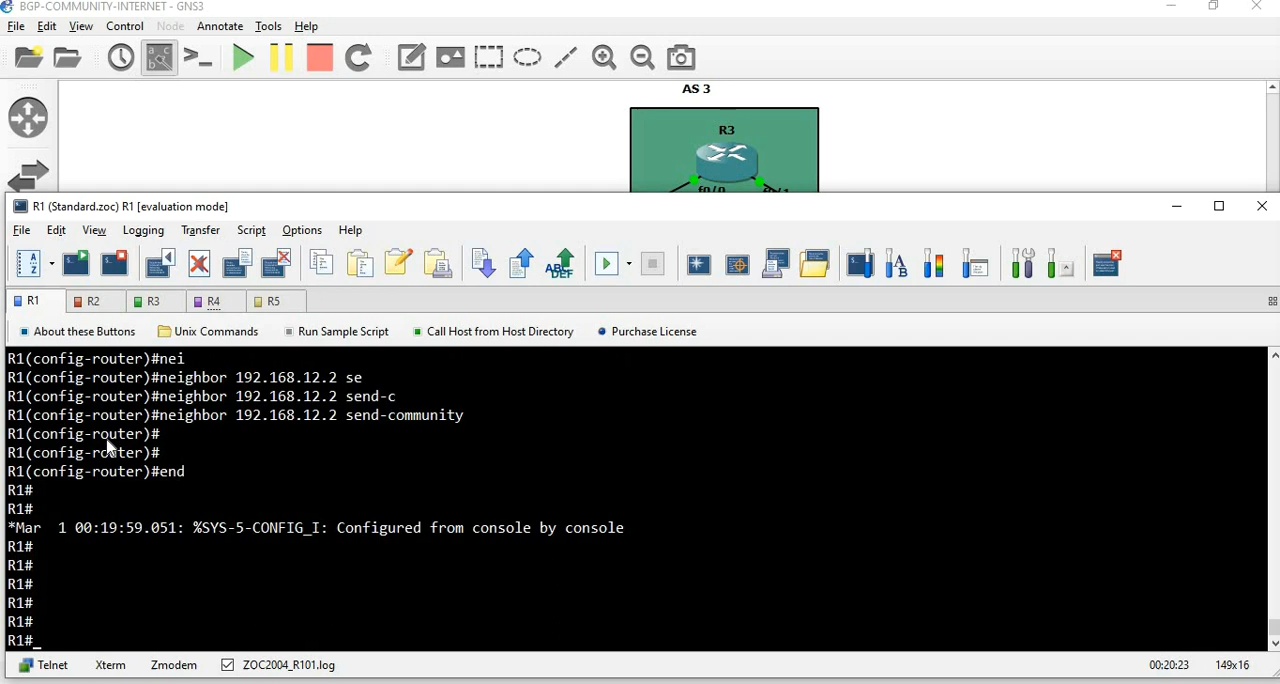 BGP-COMMUNITY-INTERNET - GNS3
File Edit View Control Node Annotate Tools Help
AS 3
R3
R1 (Standard.zoc) R1 [evaluation mode]
File Edit View Logging Transfer Script Options Help
R1 R2 R3 R4 R5
About these Buttons Unix Commands Run Sample Script Call Host from Host Directory Purchase License
R1(config-router)#nei
R1(config-router)#neighbor 192.168.12.2 se
R1(config-router)#neighbor 192.168.12.2 send-c
R1(config-router)#neighbor 192.168.12.2 send-community
R1(config-router)#
R1(config-router)#
R1(config-router)#end
R1#
R1#
*Mar  1 00:19:59.051: %SYS-5-CONFIG_I: Configured from console by console
R1#
R1#
R1#
R1#
R1#
R1#_
Telnet Xterm Zmodem ZOC2004_R101.log 00:20:23 149x16